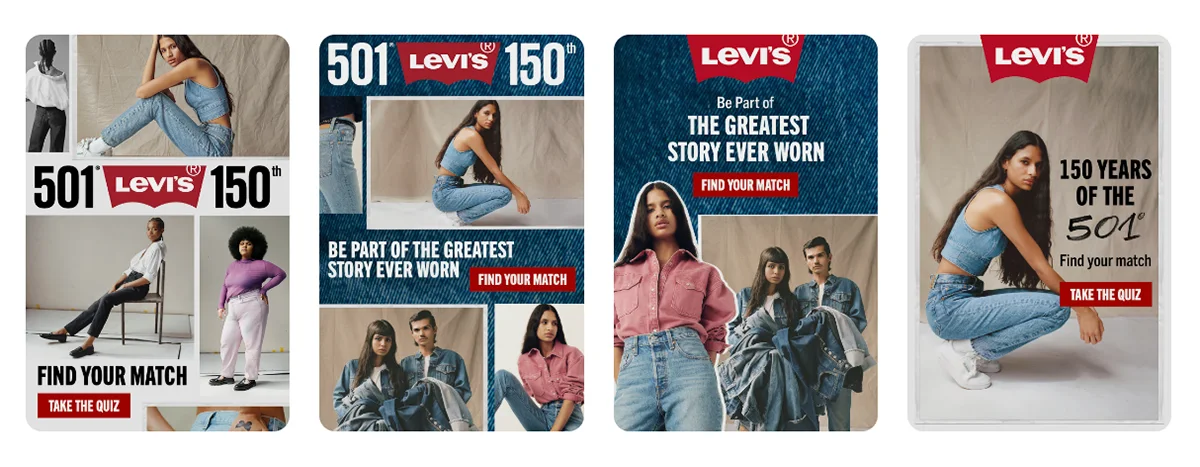 501® LEVI'S® 150th
FIND YOUR MATCH
TAKE THE QUIZ
501® LEVI'S® 150th
BE PART OF THE GREATEST
STORY EVER WORN
FIND YOUR MATCH
LEVI'S®
Be Part of
THE GREATEST
STORY EVER WORN
FIND YOUR MATCH
LEVI'S®
150 YEARS
OF THE
501®
Find your match
TAKE THE QUIZ